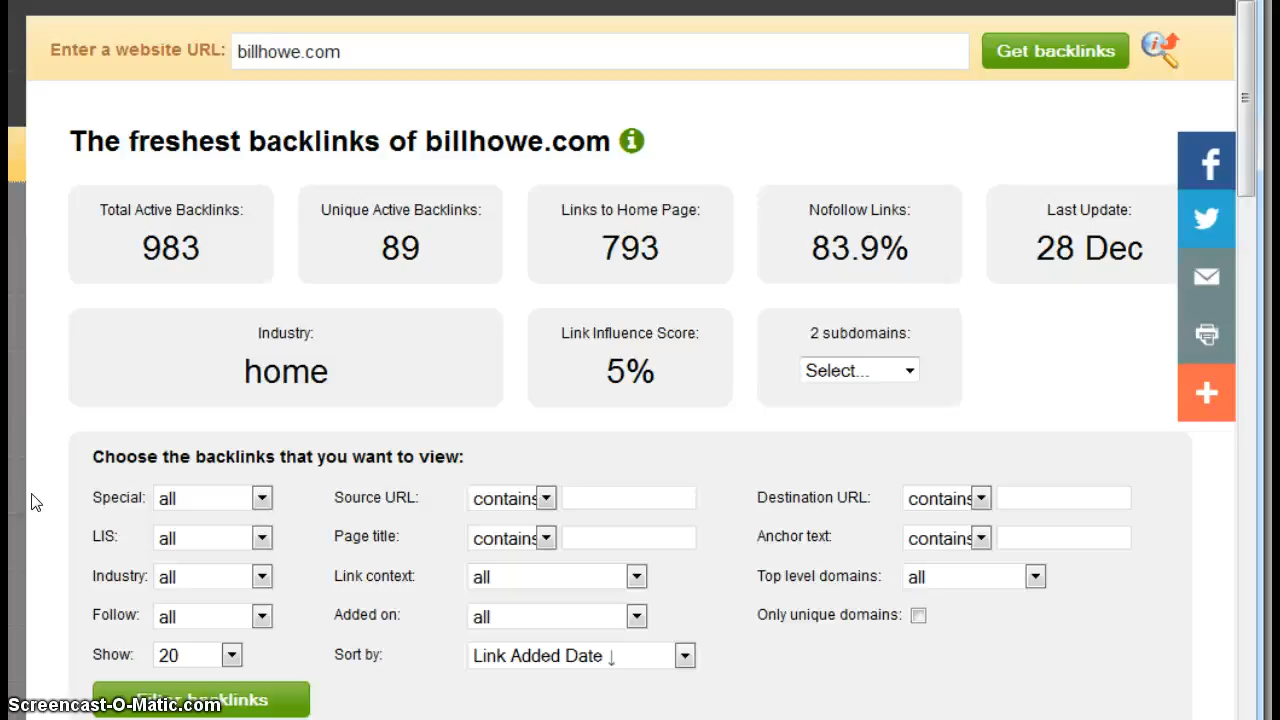 Enter a website URL: billhowe.com Get backlinks
The freshest backlinks of billhowe.com
Total Active Backlinks: Unique Active Backlinks: Links to Home Page: Nofollow Links: Last Update:
983 89 793 83.9% 28 Dec
Industry: Link Influence Score: 2 subdomains:
home 5% Select...
Choose the backlinks that you want to view:
Special: all Source URL: contains Destination URL: contains
LIS: all Page title: contains Anchor text: contains
Industry: all Link context: all Top level domains: all
Follow: all Added on: all Only unique domains:
Show: 20 Sort by: Link Added Date ↓
Filter backlinks
Screencast-O-Matic.com